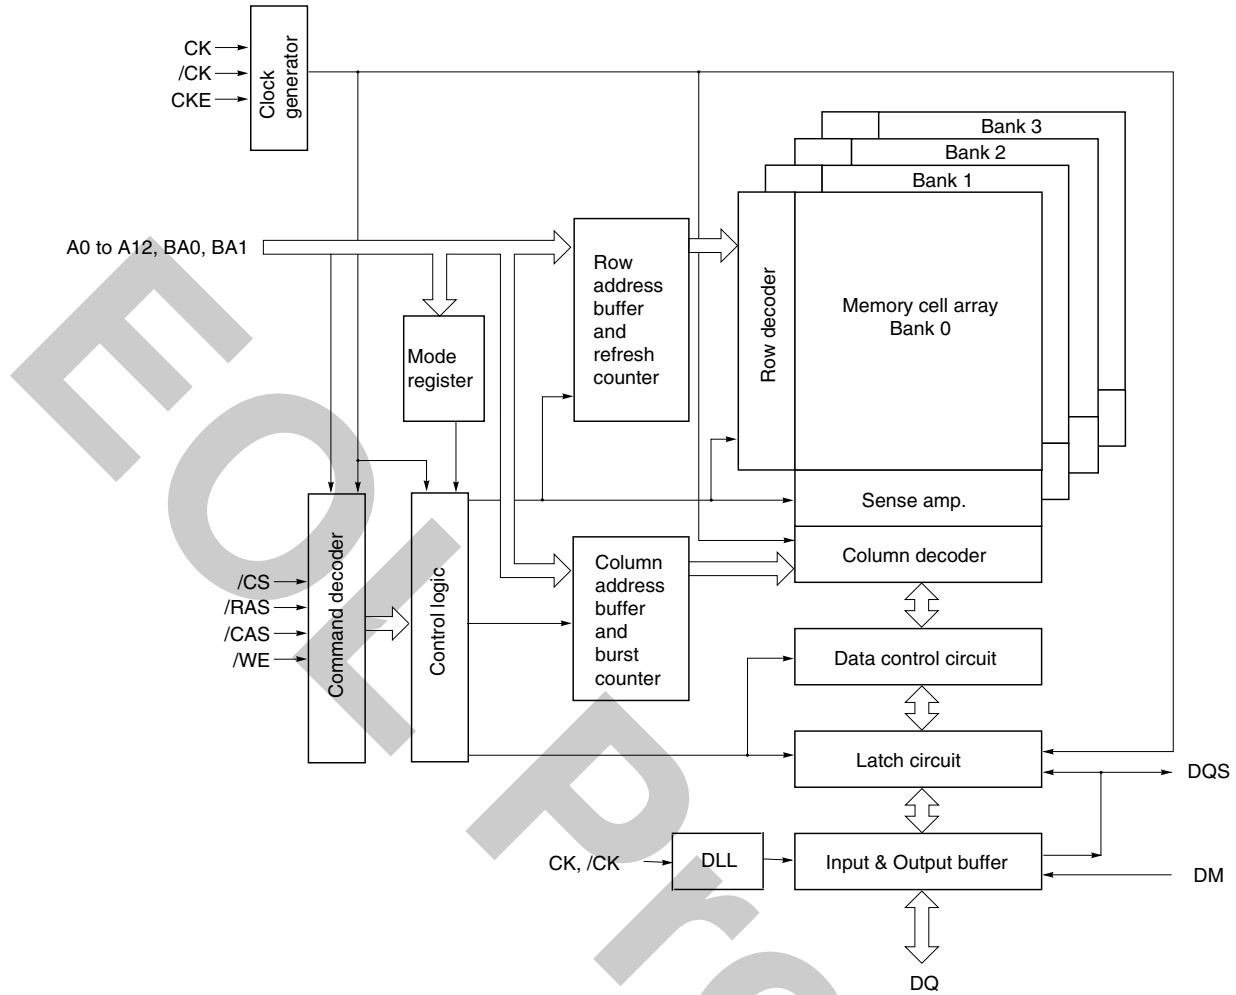 CK
/CK
CKE
Clock
generator
Bank 3
Bank 2
Bank 1
A0 to A12, BA0, BA1
Row
address
buffer
and
refresh
counter
Row decoder
Memory cell array
Bank 0
Mode
register
Sense amp.
Column decoder
Command decoder
Control logic
/CS
/RAS
/CAS
/WE
Column
address
buffer
and
burst
counter
Data control circuit
Latch circuit
DQS
CK, /CK
DLL
Input & Output buffer
DM
DQ
EOL Pro